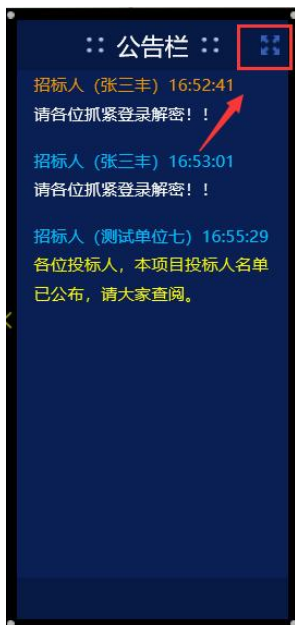 :: 公告栏 ::
招标人（张三丰）16:52:41
请各位抓紧登录解密！！
招标人（张三丰）16:53:01
请各位抓紧登录解密！！
招标人（测试单位七）16:55:29
各位投标人，本项目投标人名单
已公布，请大家查阅。